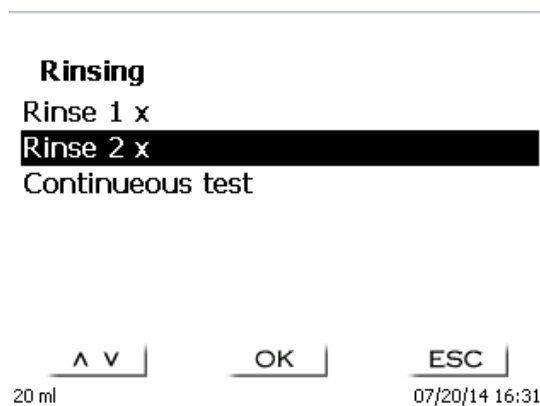 Rinsing
Rinse 1 x
Rinse 2 x
Continueous test
∧ ∨ OK ESC
20 ml 07/20/14 16:31